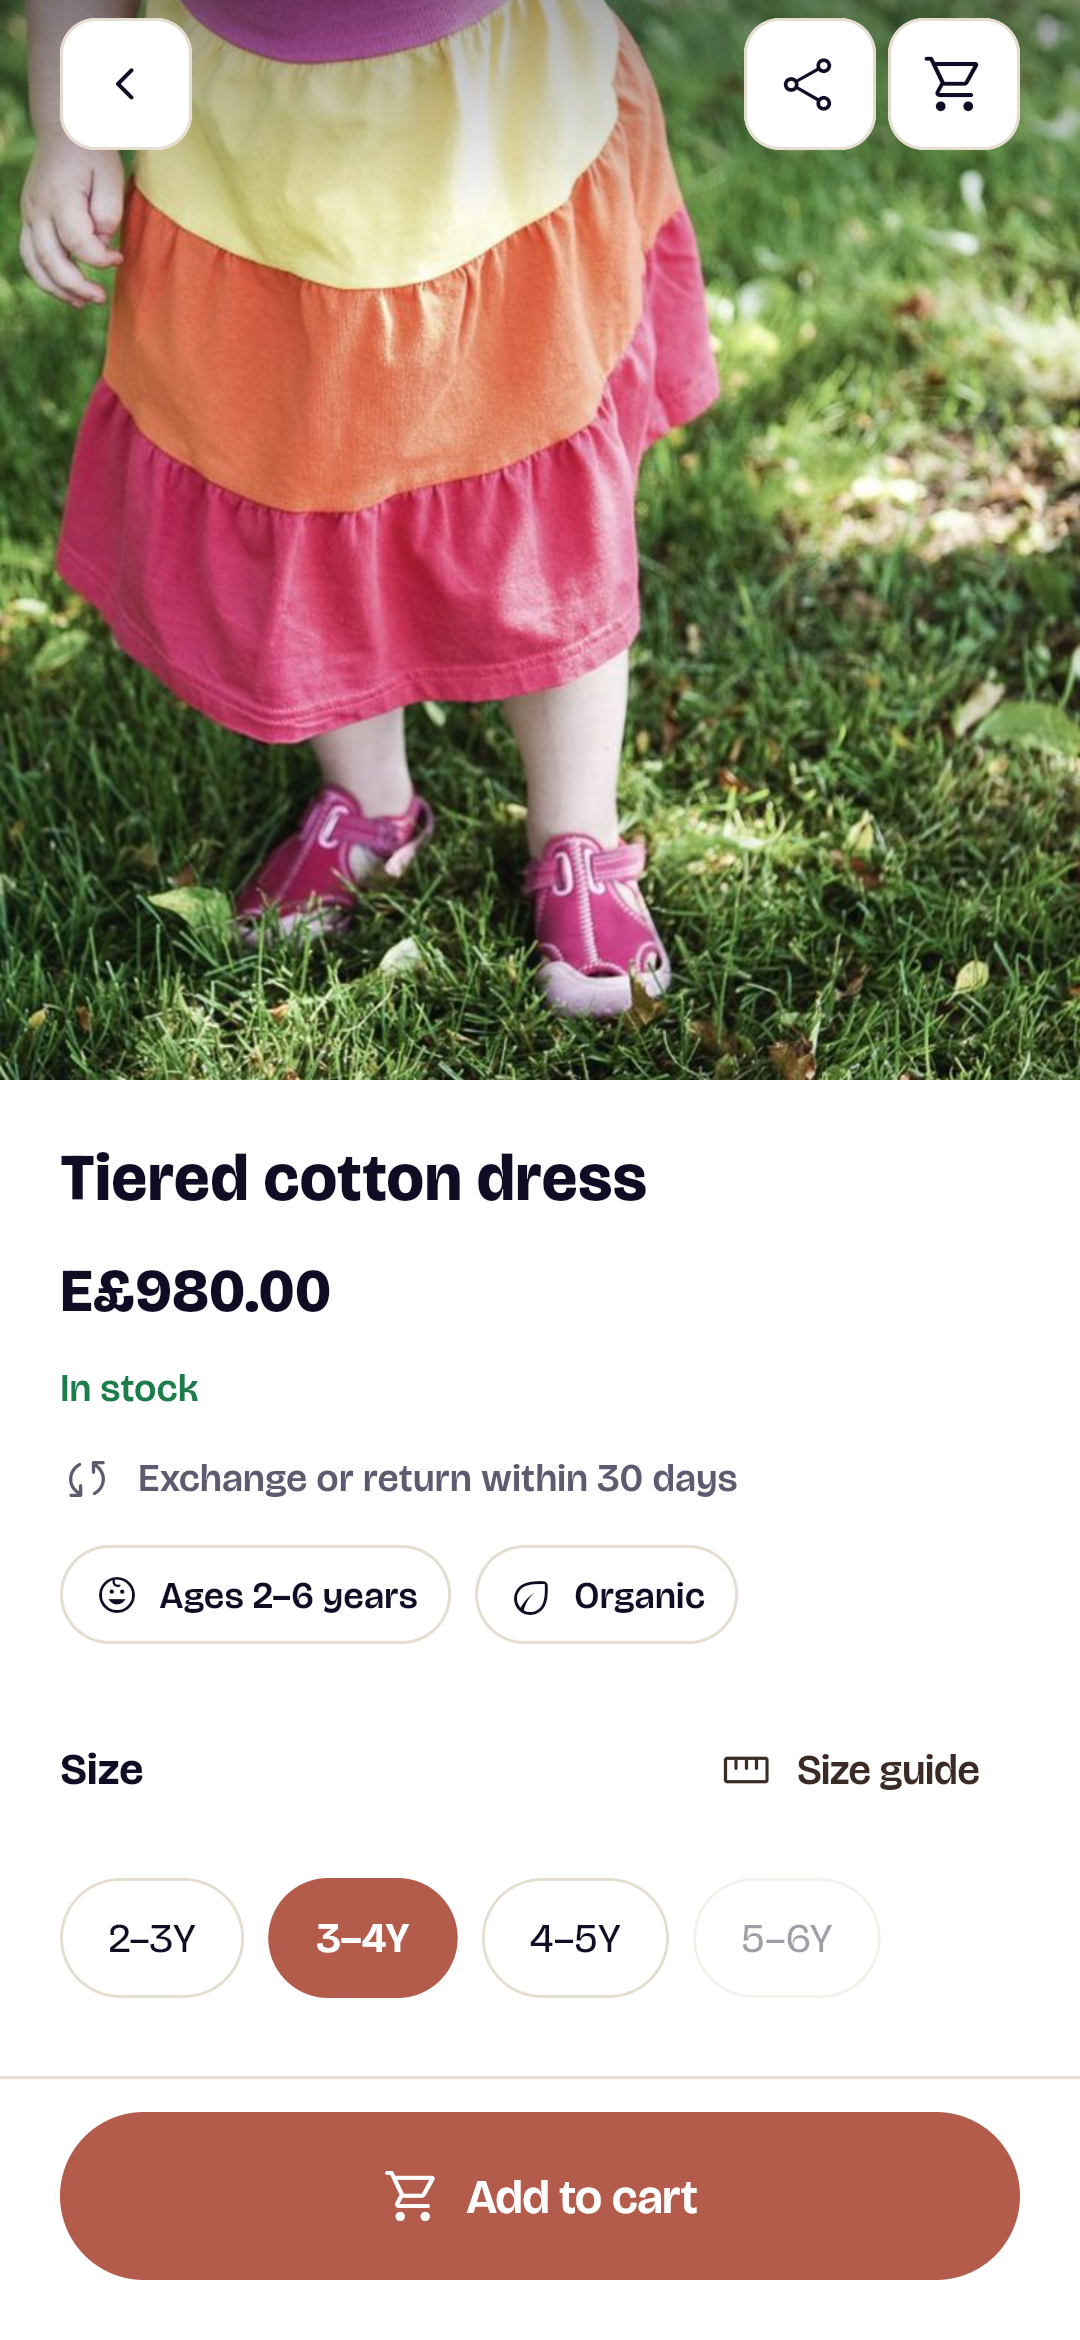 Tiered cotton dress
E£980.00
In stock
Exchange or return within 30 days
Ages 2–6 years
Organic
Size
Size guide
2–3Y
3–4Y
4–5Y
5–6Y
Add to cart